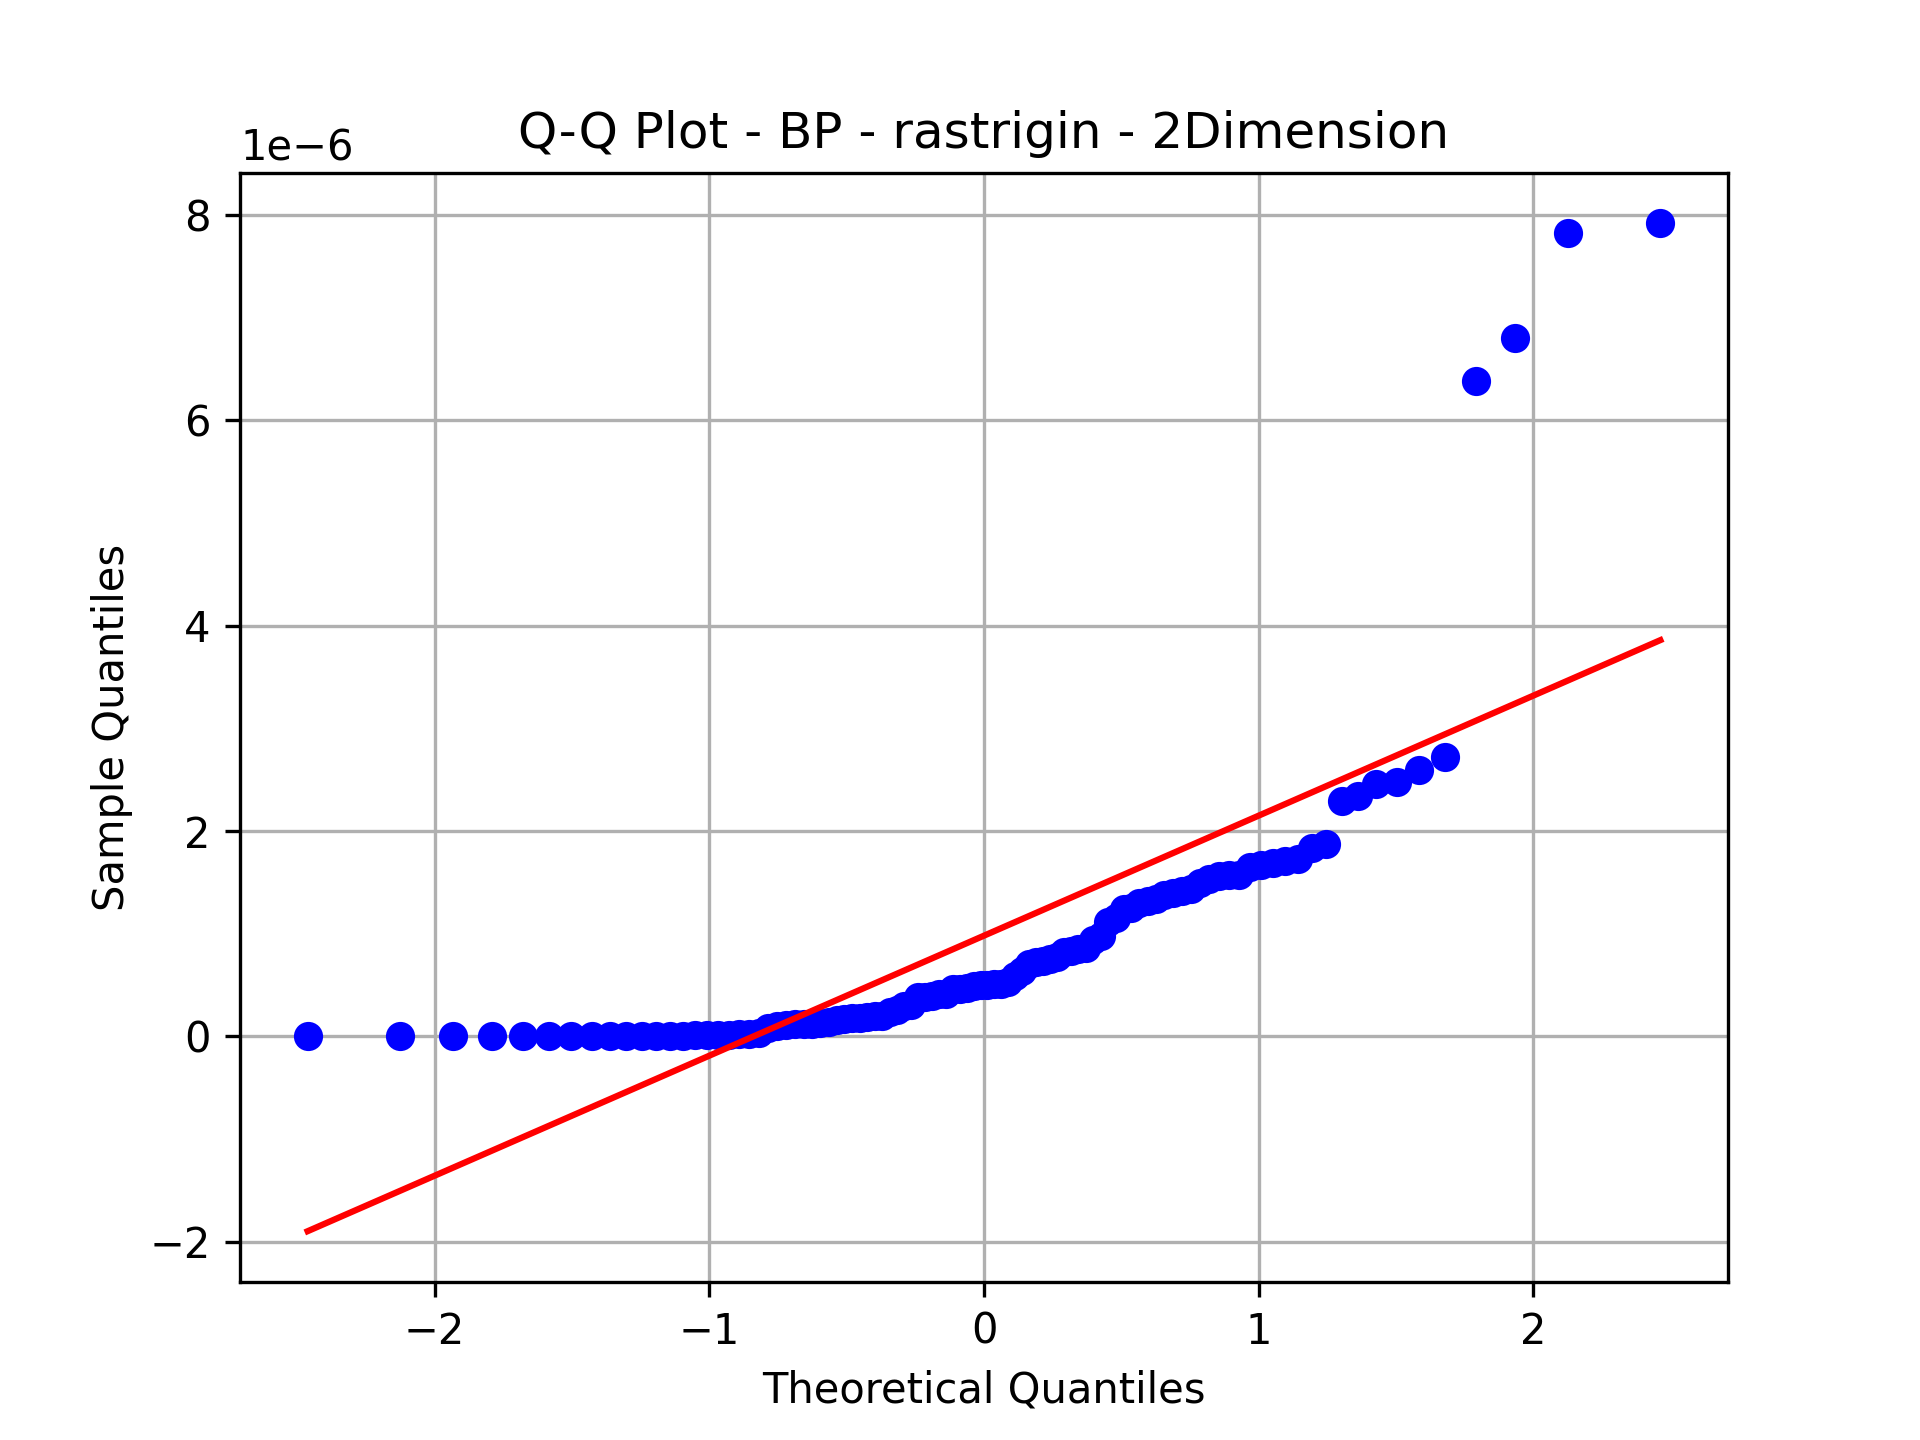 Q-Q Plot - BP - rastrigin - 2Dimension
1e−6
8
6
4
2
0
−2
Sample Quantiles
−2 −1 0 1 2
Theoretical Quantiles